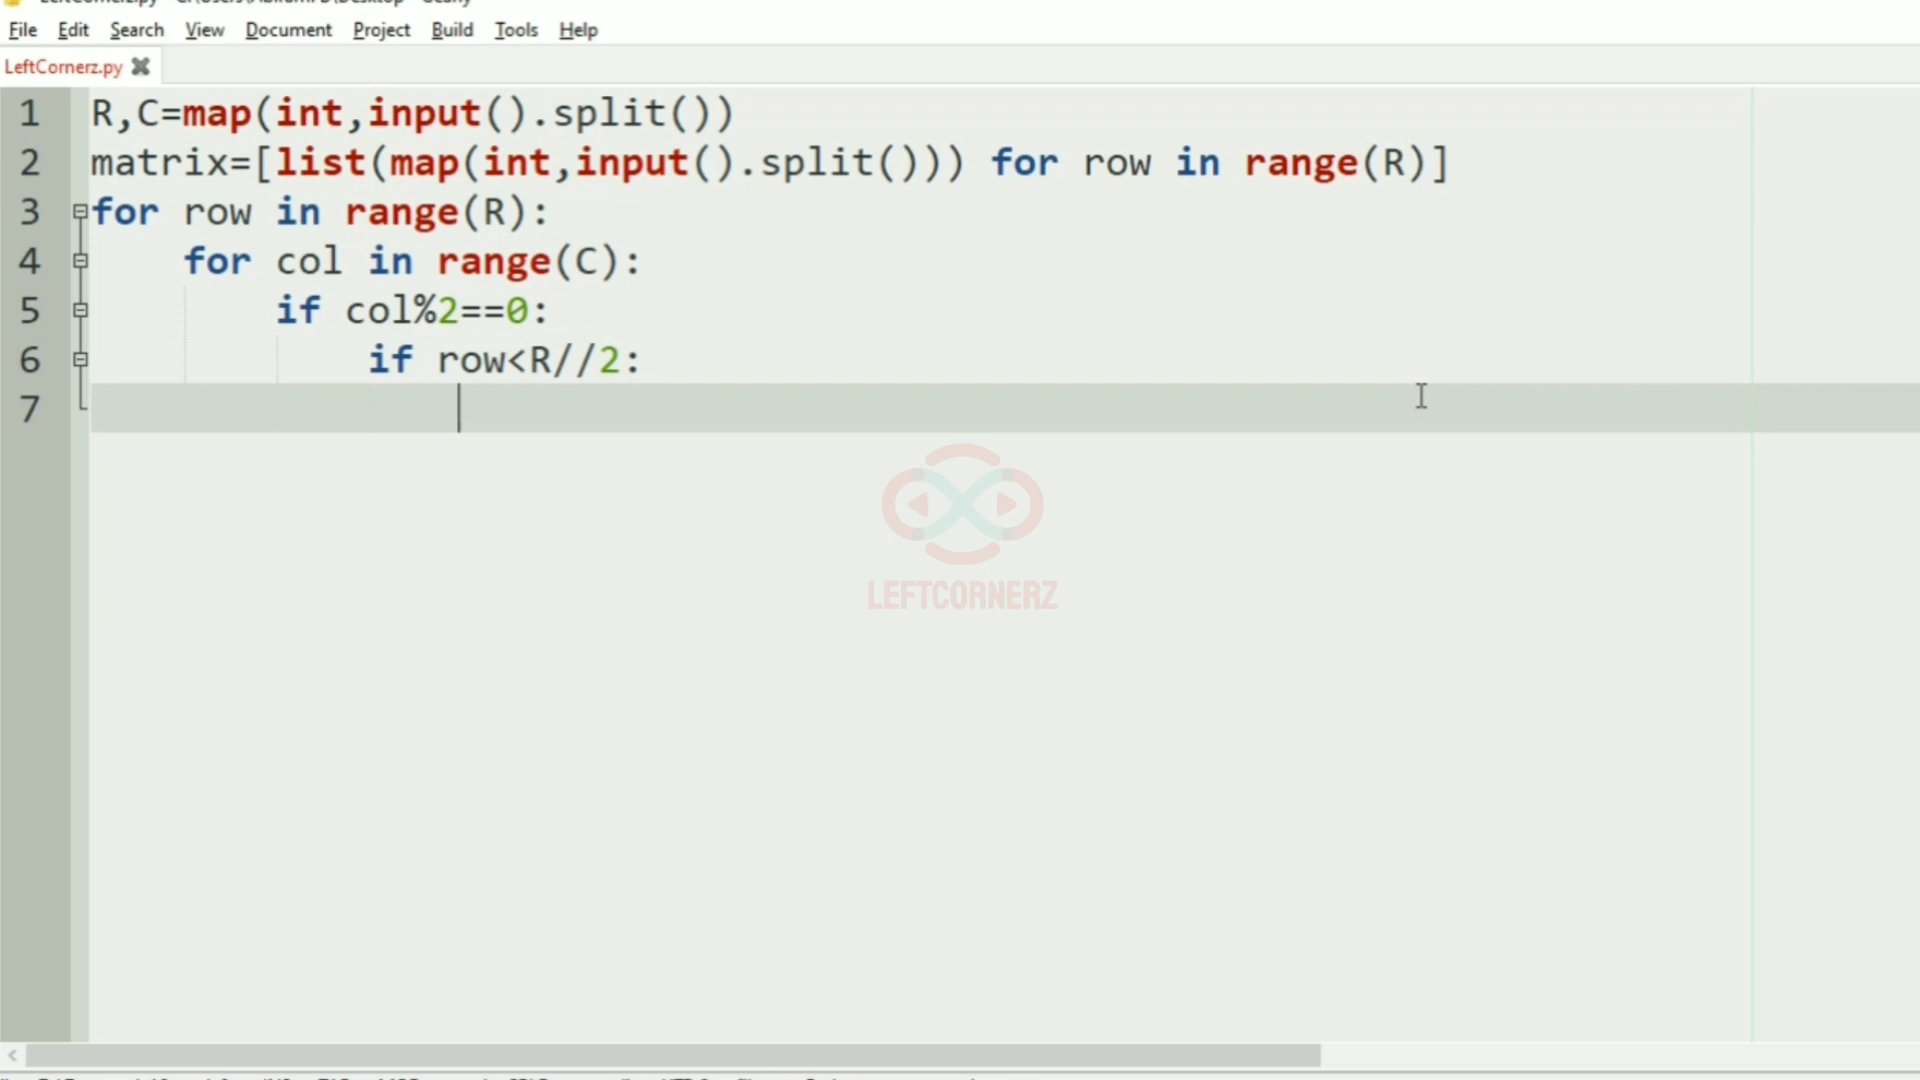 File Edit Search View Document Project Build Tools Help
LeftCornerz.py
1 R,C=map(int,input().split())
2 matrix=[list(map(int,input().split())) for row in range(R)]
3 for row in range(R):
4 for col in range(C):
5 if col%2==0:
6 if row<R//2:
7
LEFTCORNERZ